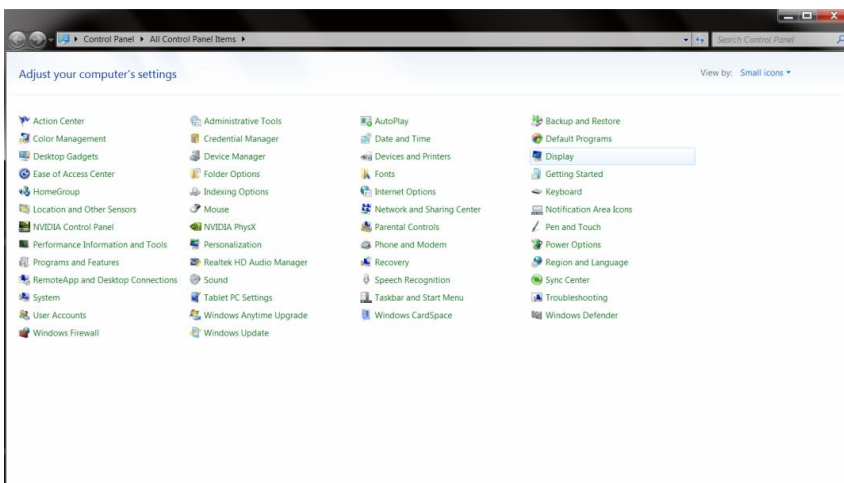 Control Panel ▸ All Control Panel Items ▸
Search Control Panel
Adjust your computer's settings
View by: Small icons
Action Center Administrative Tools AutoPlay Backup and Restore
Color Management Credential Manager Date and Time Default Programs
Desktop Gadgets Device Manager Devices and Printers Display
Ease of Access Center Folder Options Fonts Getting Started
HomeGroup Indexing Options Internet Options Keyboard
Location and Other Sensors Mouse Network and Sharing Center Notification Area Icons
NVIDIA Control Panel NVIDIA PhysX Parental Controls Pen and Touch
Performance Information and Tools Personalization Phone and Modem Power Options
Programs and Features Realtek HD Audio Manager Recovery Region and Language
RemoteApp and Desktop Connections Sound Speech Recognition Sync Center
System Tablet PC Settings Taskbar and Start Menu Troubleshooting
User Accounts Windows Anytime Upgrade Windows CardSpace Windows Defender
Windows Firewall Windows Update